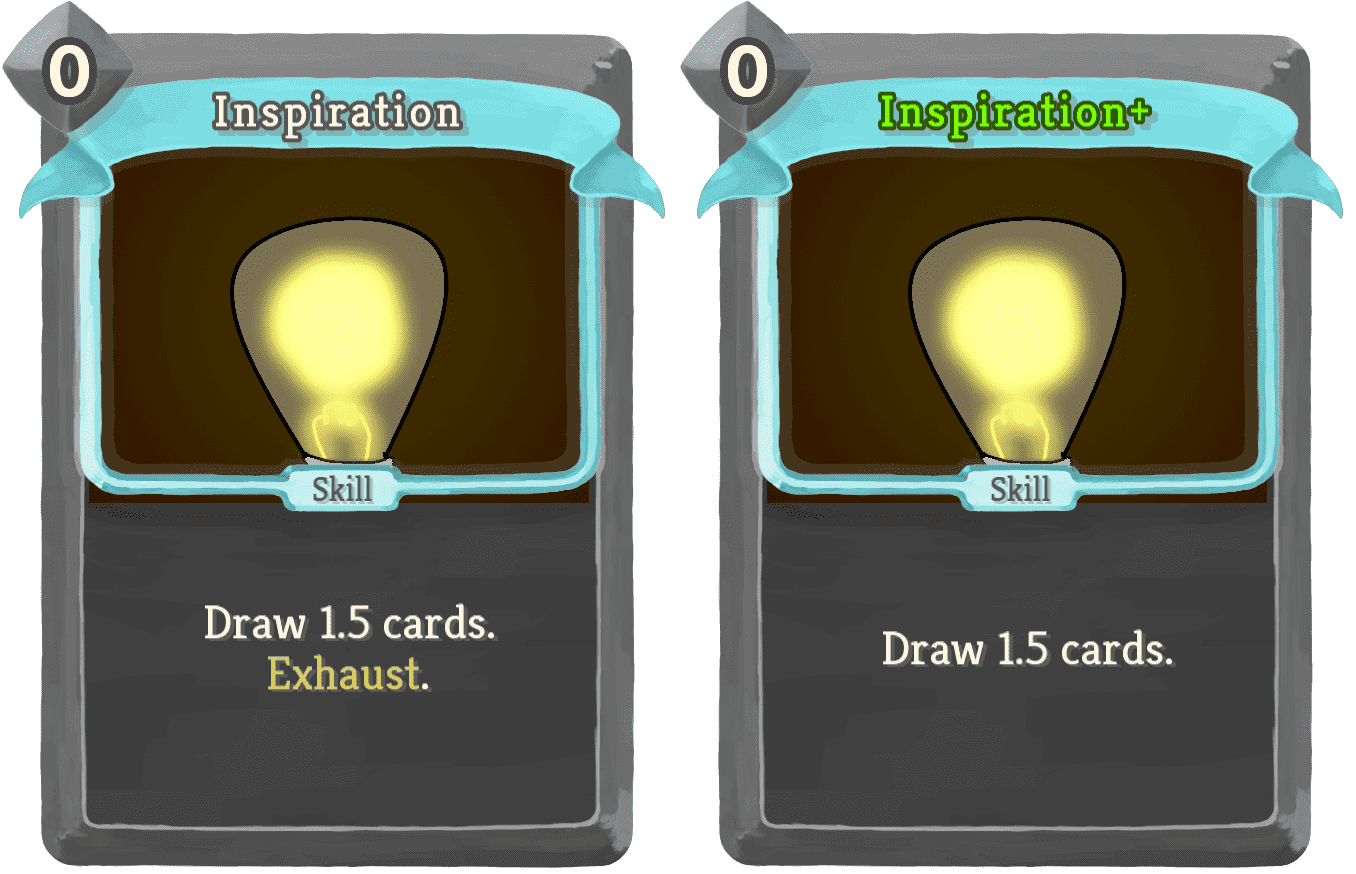 0
Inspiration
Skill
Draw 1.5 cards.
Exhaust.
0
Inspiration+
Skill
Draw 1.5 cards.